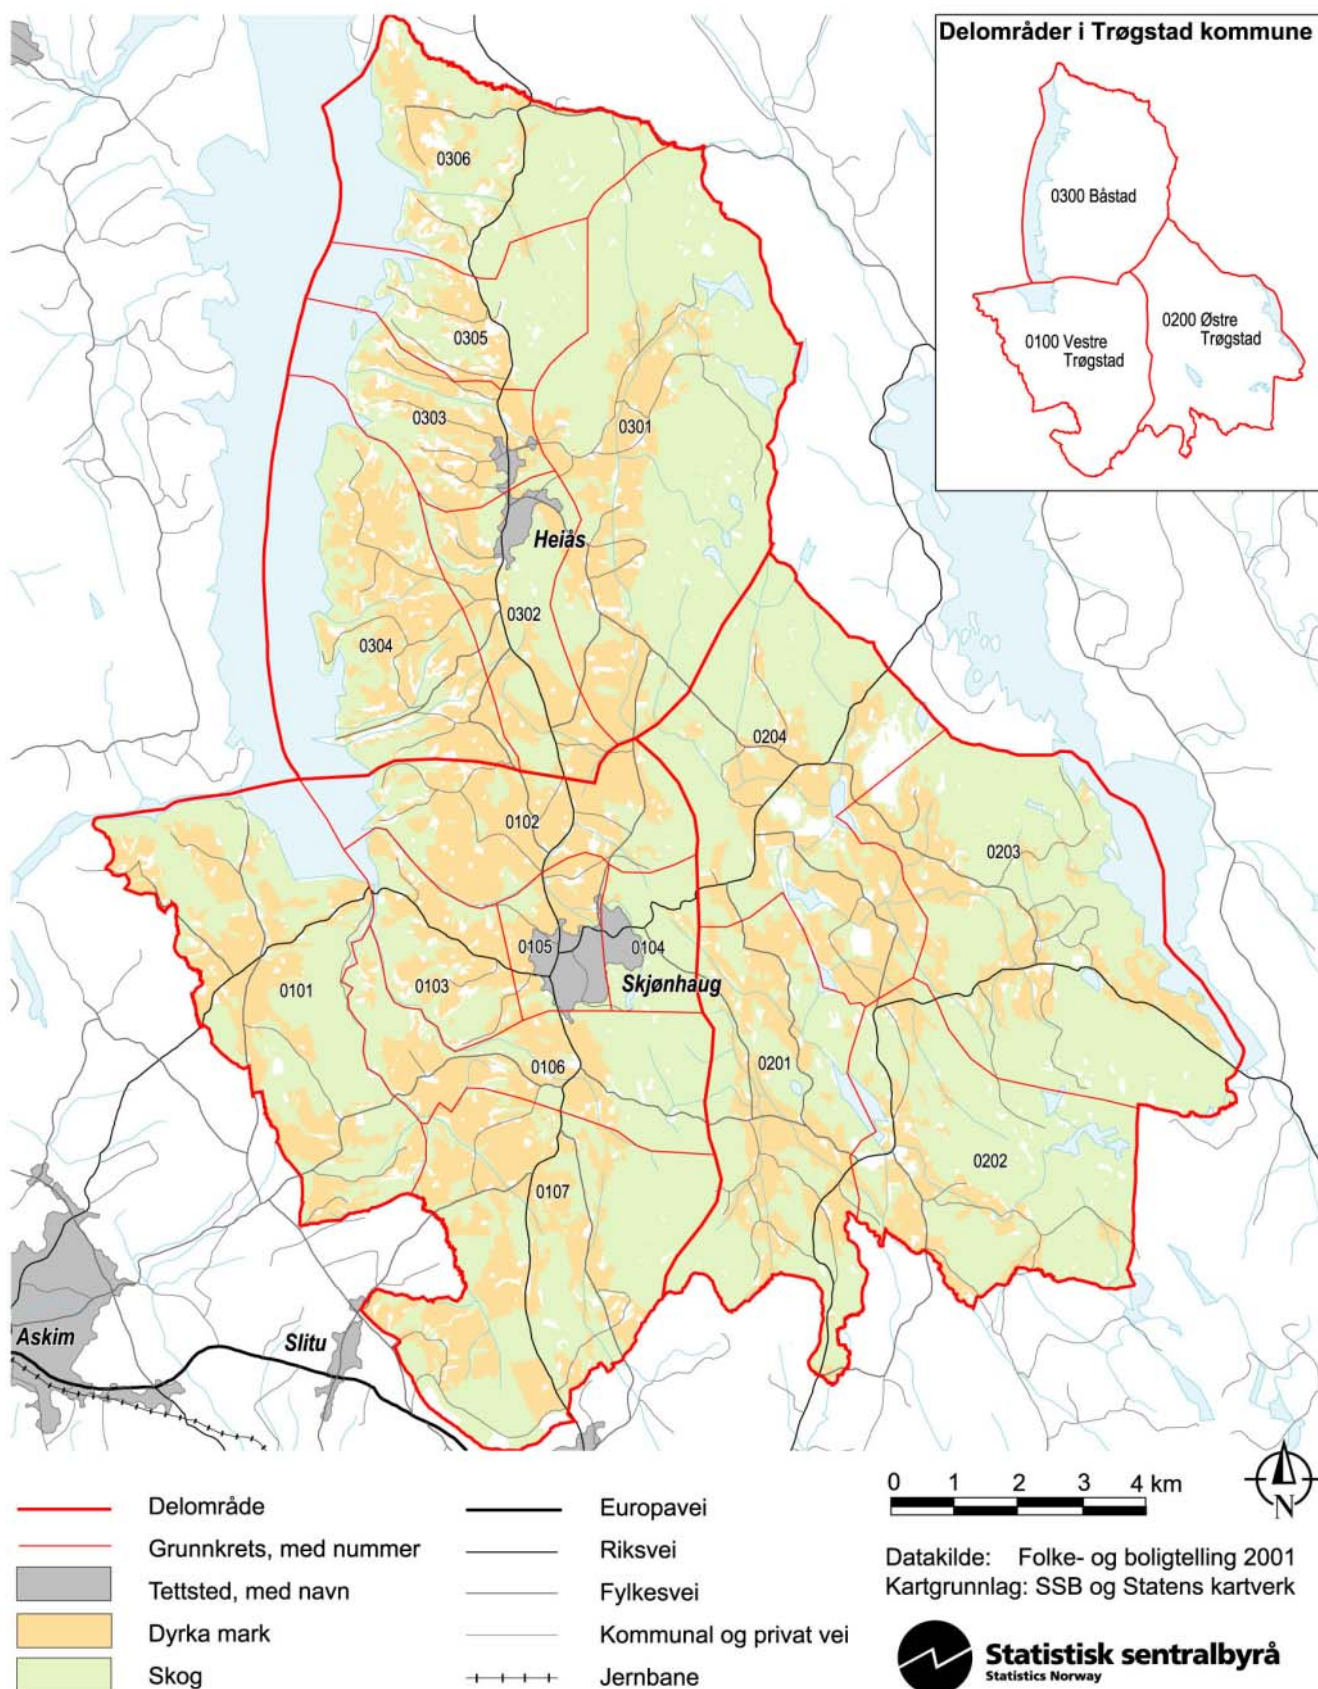 Delområder i Trøgstad kommune
0300 Båstad
0200 Østre
Trøgstad
0100 Vestre
Trøgstad
0306
0305
0303
0301
Heiås
0302
0304
0204
0102
0203
0105
0104
Skjønhaug
0101
0103
0106
0201
0202
0107
Askim
Slitu
Delområde
Grunnkrets, med nummer
Tettsted, med navn
Dyrka mark
Skog
Europavei
Riksvei
Fylkesvei
Kommunal og privat vei
Jernbane
0 1 2 3 4 km
N
Datakilde: Folke- og boligtelling 2001
Kartgrunnlag: SSB og Statens kartverk
Statistisk sentralbyrå
Statistics Norway